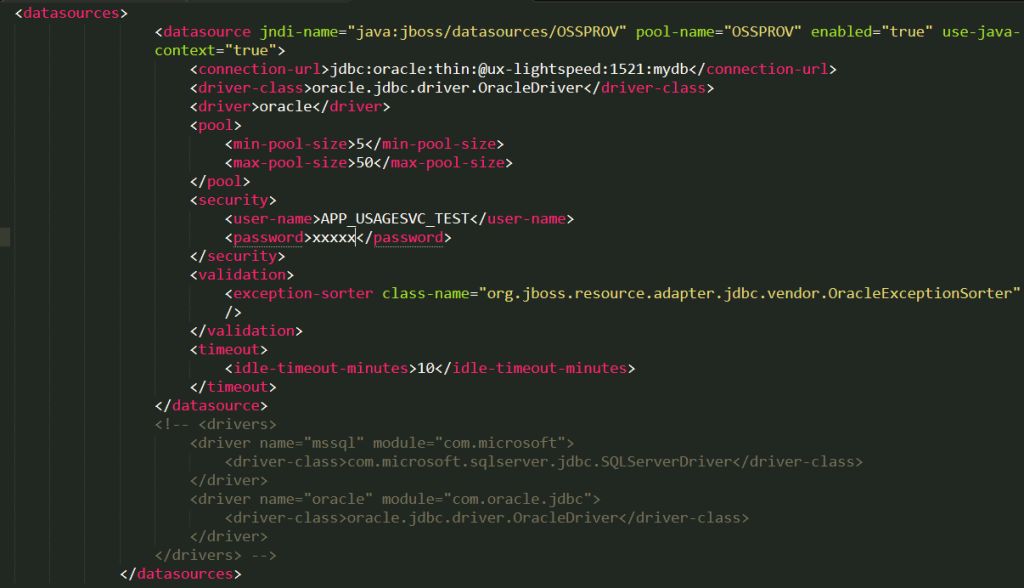 <datasources>
<datasource jndi-name="java:jboss/datasources/OSSPROV" pool-name="OSSPROV" enabled="true" use-java-
context="true">
<connection-url>jdbc:oracle:thin:@ux-lightspeed:1521:mydb</connection-url>
<driver-class>oracle.jdbc.driver.OracleDriver</driver-class>
<driver>oracle</driver>
<pool>
<min-pool-size>5</min-pool-size>
<max-pool-size>50</max-pool-size>
</pool>
<security>
<user-name>APP_USAGESVC_TEST</user-name>
<password>xxxxx</password>
</security>
<validation>
<exception-sorter class-name="org.jboss.resource.adapter.jdbc.vendor.OracleExceptionSorter"
/>
</validation>
<timeout>
<idle-timeout-minutes>10</idle-timeout-minutes>
</timeout>
</datasource>
<!-- <drivers>
<driver name="mssql" module="com.microsoft">
<driver-class>com.microsoft.sqlserver.jdbc.SQLServerDriver</driver-class>
</driver>
<driver name="oracle" module="com.oracle.jdbc">
<driver-class>oracle.jdbc.driver.OracleDriver</driver-class>
</driver>
</drivers> -->
</datasources>